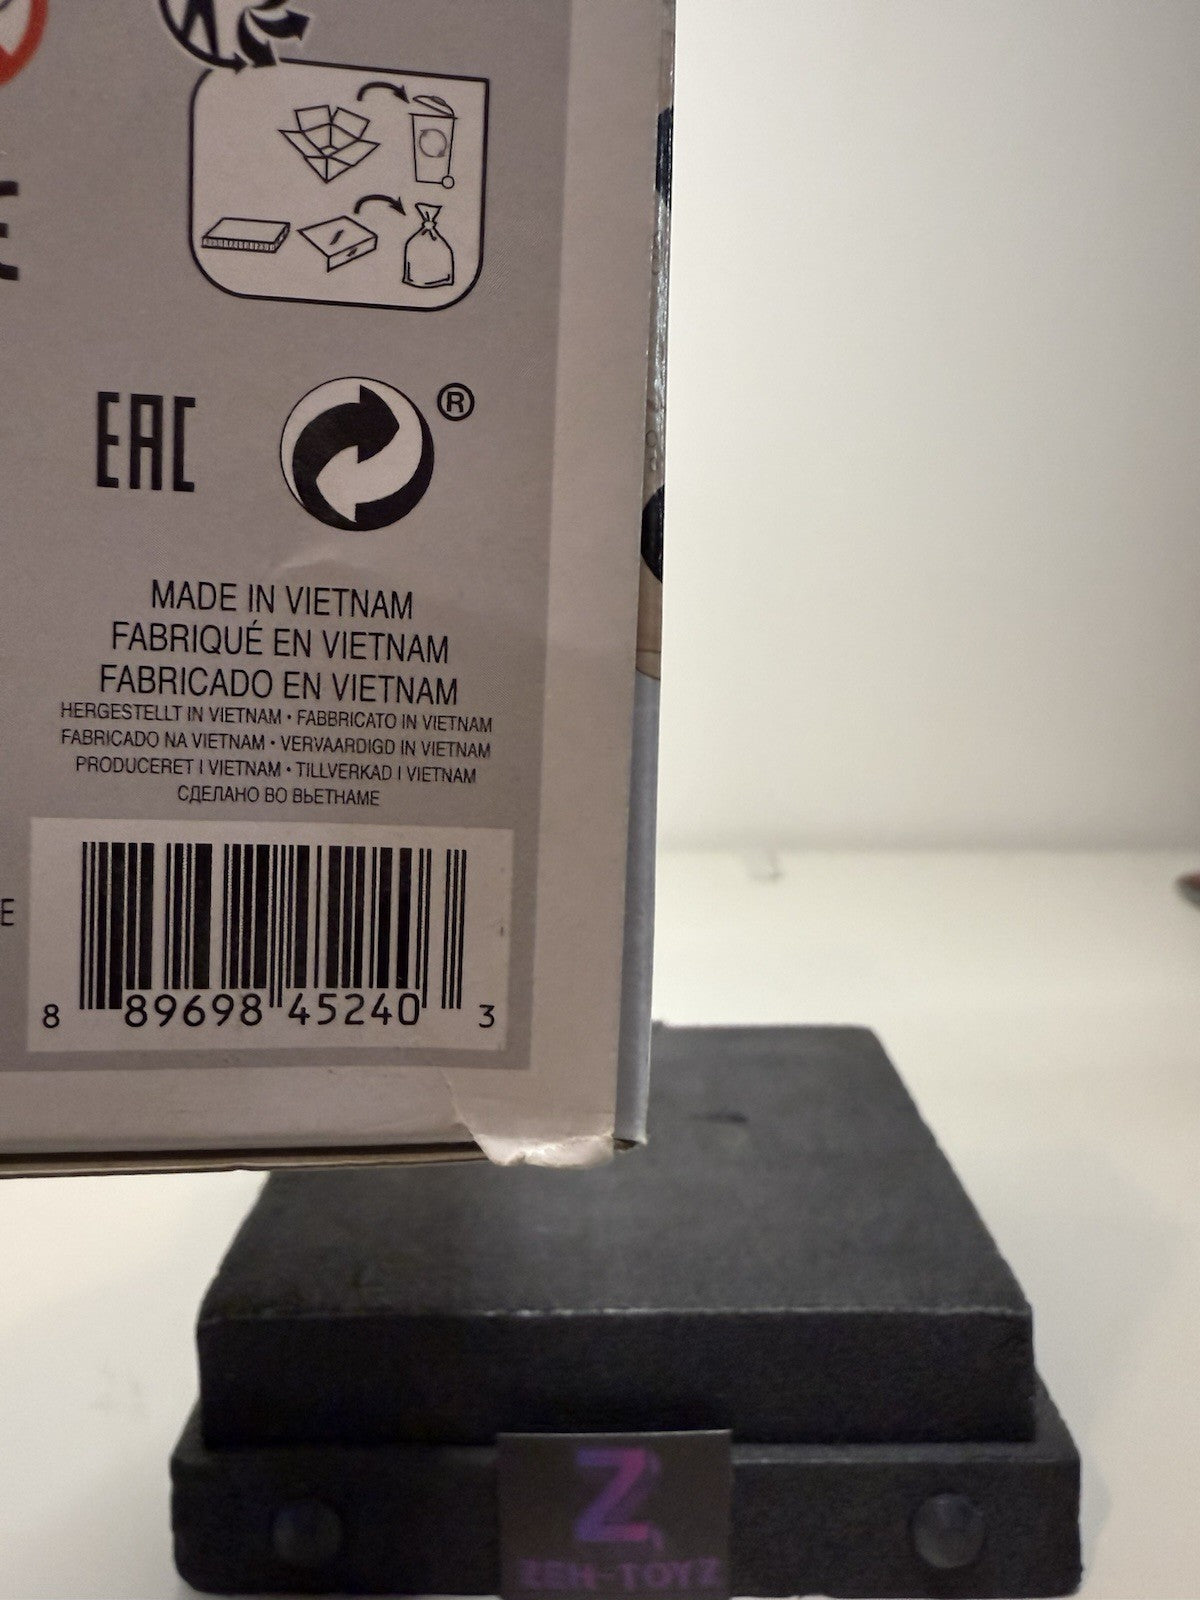 EAC ®
MADE IN VIETNAM
FABRIQUÉ EN VIETNAM
FABRICADO EN VIETNAM
HERGESTELLT IN VIETNAM • FABBRICATO IN VIETNAM
FABRICADO NA VIETNAM • VERVAARDIGD IN VIETNAM
PRODUCERET I VIETNAM • TILLVERKAD I VIETNAM
СДЕЛАНО ВО ВЬЕТНАМЕ
E
8 89698 45240 3
Z
ZEH-TOYZ